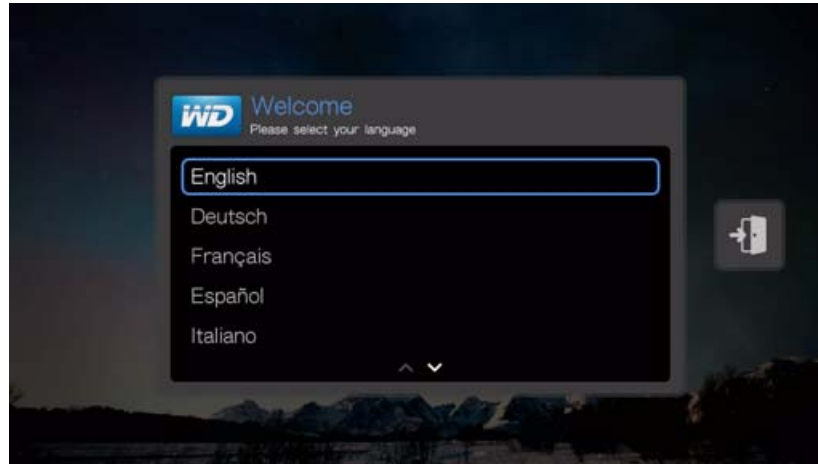 WD
Welcome
Please select your language
English
Deutsch
Français
Español
Italiano